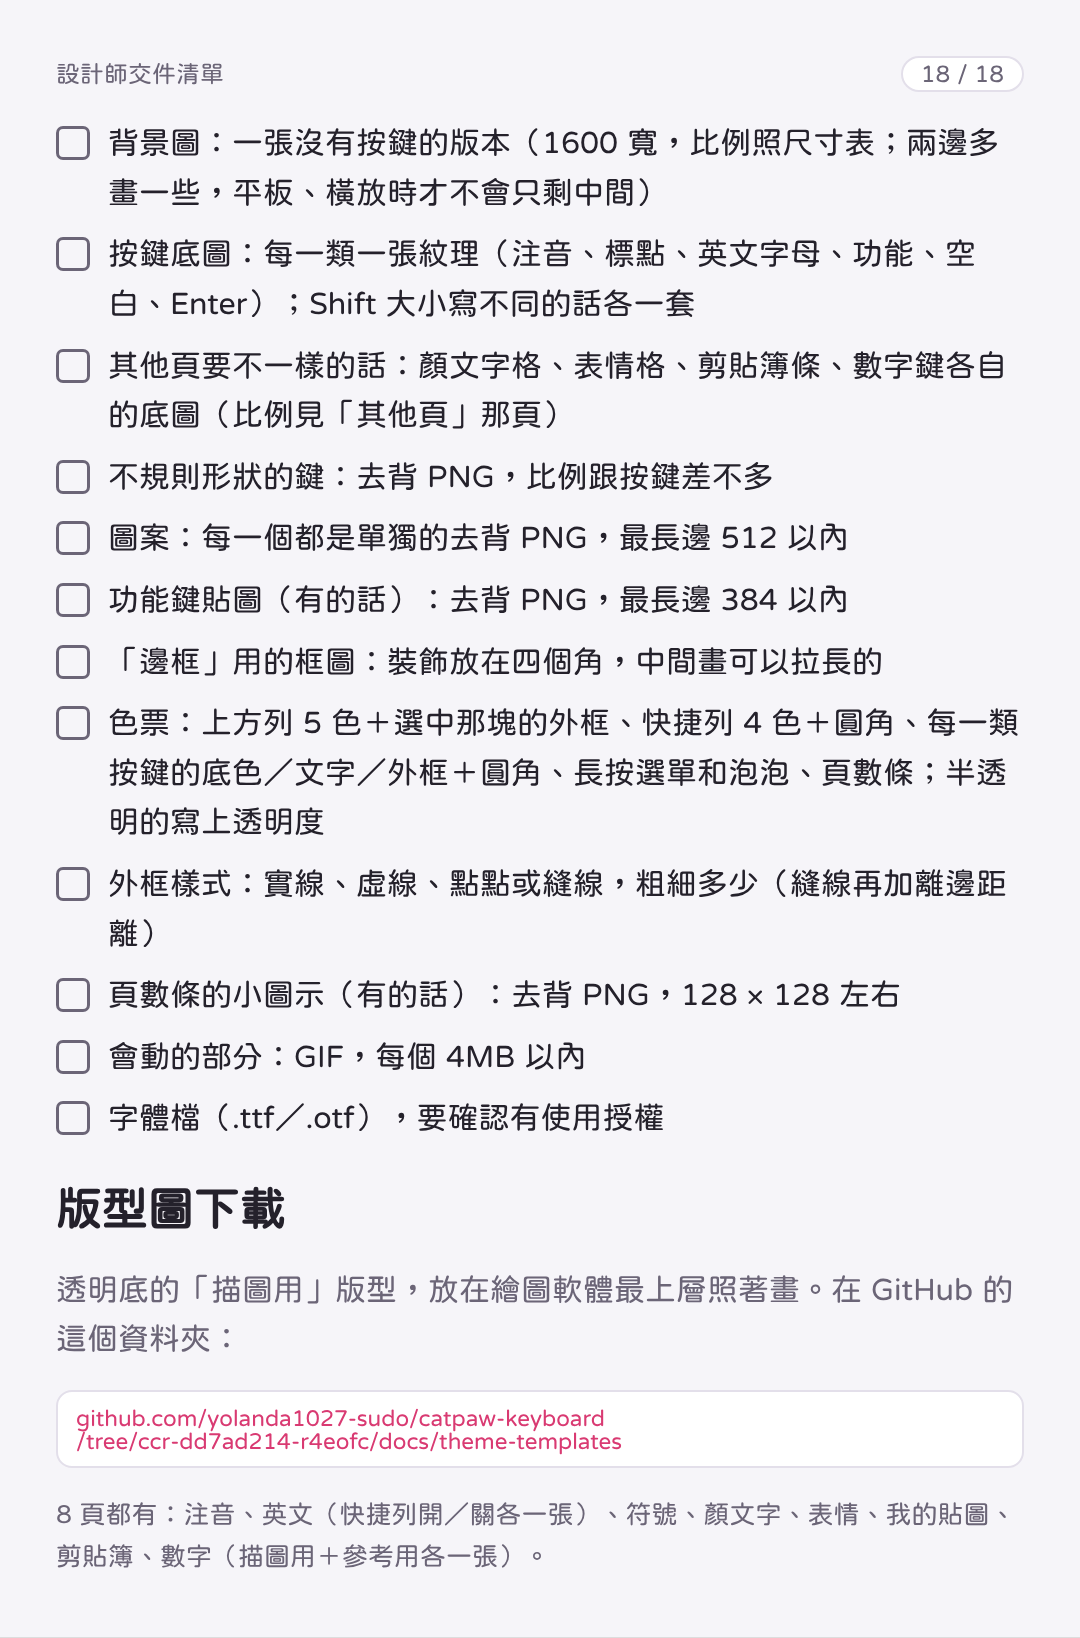 設計師交件清單
18 / 18
背景圖：一張沒有按鍵的版本（1600 寬，比例照尺寸表；兩邊多
畫一些，平板、橫放時才不會只剩中間）
按鍵底圖：每一類一張紋理（注音、標點、英文字母、功能、空
白、Enter）；Shift 大小寫不同的話各一套
其他頁要不一樣的話：顏文字格、表情格、剪貼簿條、數字鍵各自
的底圖（比例見「其他頁」那頁）
不規則形狀的鍵：去背 PNG，比例跟按鍵差不多
圖案：每一個都是單獨的去背 PNG，最長邊 512 以內
功能鍵貼圖（有的話）：去背 PNG，最長邊 384 以內
「邊框」用的框圖：裝飾放在四個角，中間畫可以拉長的
色票：上方列 5 色＋選中那塊的外框、快捷列 4 色＋圓角、每一類
按鍵的底色／文字／外框＋圓角、長按選單和泡泡、頁數條；半透
明的寫上透明度
外框樣式：實線、虛線、點點或縫線，粗細多少（縫線再加離邊距
離）
頁數條的小圖示（有的話）：去背 PNG，128 × 128 左右
會動的部分：GIF，每個 4MB 以內
字體檔（.ttf／.otf），要確認有使用授權
版型圖下載
透明底的「描圖用」版型，放在繪圖軟體最上層照著畫。在 GitHub 的
這個資料夾：
github.com/yolanda1027-sudo/catpaw-keyboard
/tree/ccr-dd7ad214-r4eofc/docs/theme-templates
8 頁都有：注音、英文（快捷列開／關各一張）、符號、顏文字、表情、我的貼圖、
剪貼簿、數字（描圖用＋參考用各一張）。